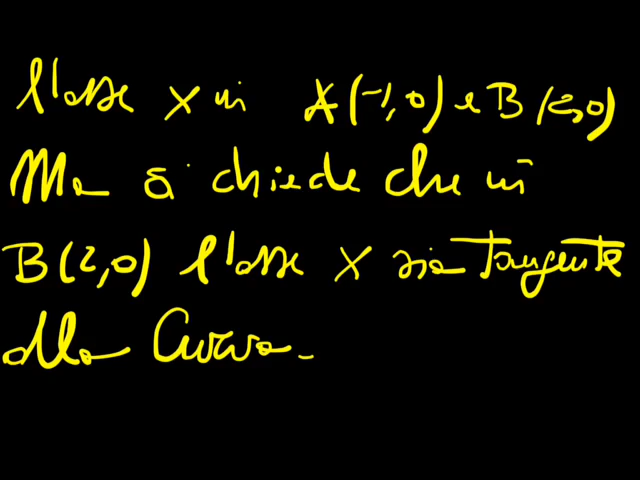 l'asse x in A(-1,0) e B(2,0)
Ma si chiede che in
B(2,0) l'asse x sia tangente
alla curva.